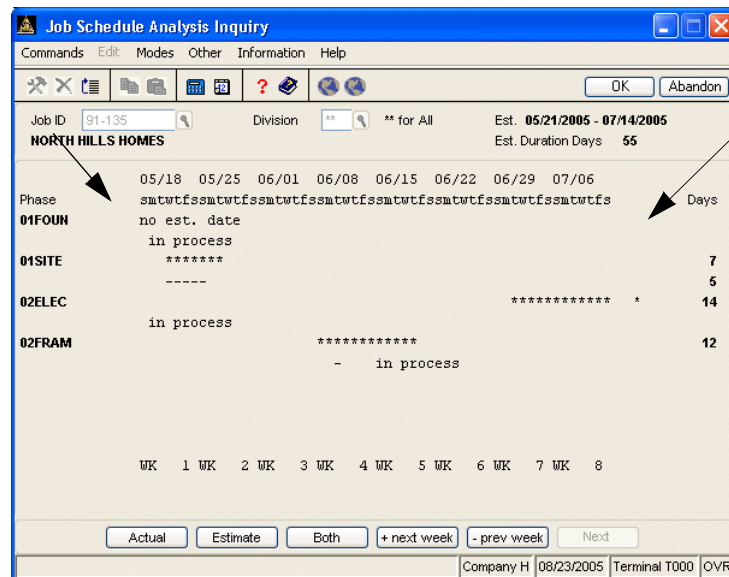 Job Schedule Analysis Inquiry
Commands Edit Modes Other Information Help
OK Abandon
Job ID 91-135 Division ** ** for All Est. 05/21/2005 - 07/14/2005
NORTH HILLS HOMES Est. Duration Days 55
05/18 05/25 06/01 06/08 06/15 06/22 06/29 07/06
Phase smtwtfssmtwtfssmtwtfssmtwtfssmtwtfssmtwtfssmtwtfssmtwtfs Days
01FOUN no est. date
in process
01SITE ******* 7
----- 5
02ELEC ************ * 14
in process
02FRAM ************ 12
- in process
WK 1 WK 2 WK 3 WK 4 WK 5 WK 6 WK 7 WK 8
Actual Estimate Both + next week - prev week Next
Company H 08/23/2005 Terminal T000 OVR